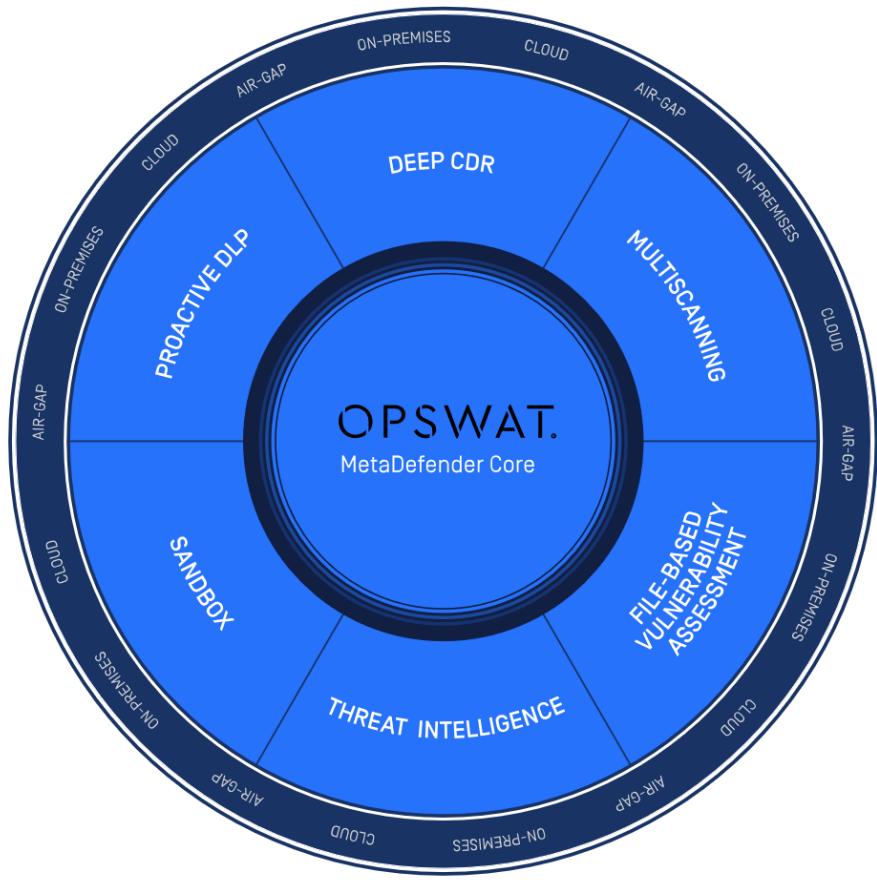 ON-PREMISES
CLOUD
AIR-GAP
ON-PREMISES
CLOUD
AIR-GAP
ON-PREMISES
CLOUD
AIR-GAP
ON-PREMISES
CLOUD
AIR-GAP
ON-PREMISES
CLOUD
AIR-GAP
ON-PREMISES
CLOUD
AIR-GAP
DEEP CDR
MULTISCANNING
FILE-BASED
VULNERABILITY
ASSESSMENT
THREAT INTELLIGENCE
SANDBOX
PROACTIVE DLP
OPSWAT.
MetaDefender Core